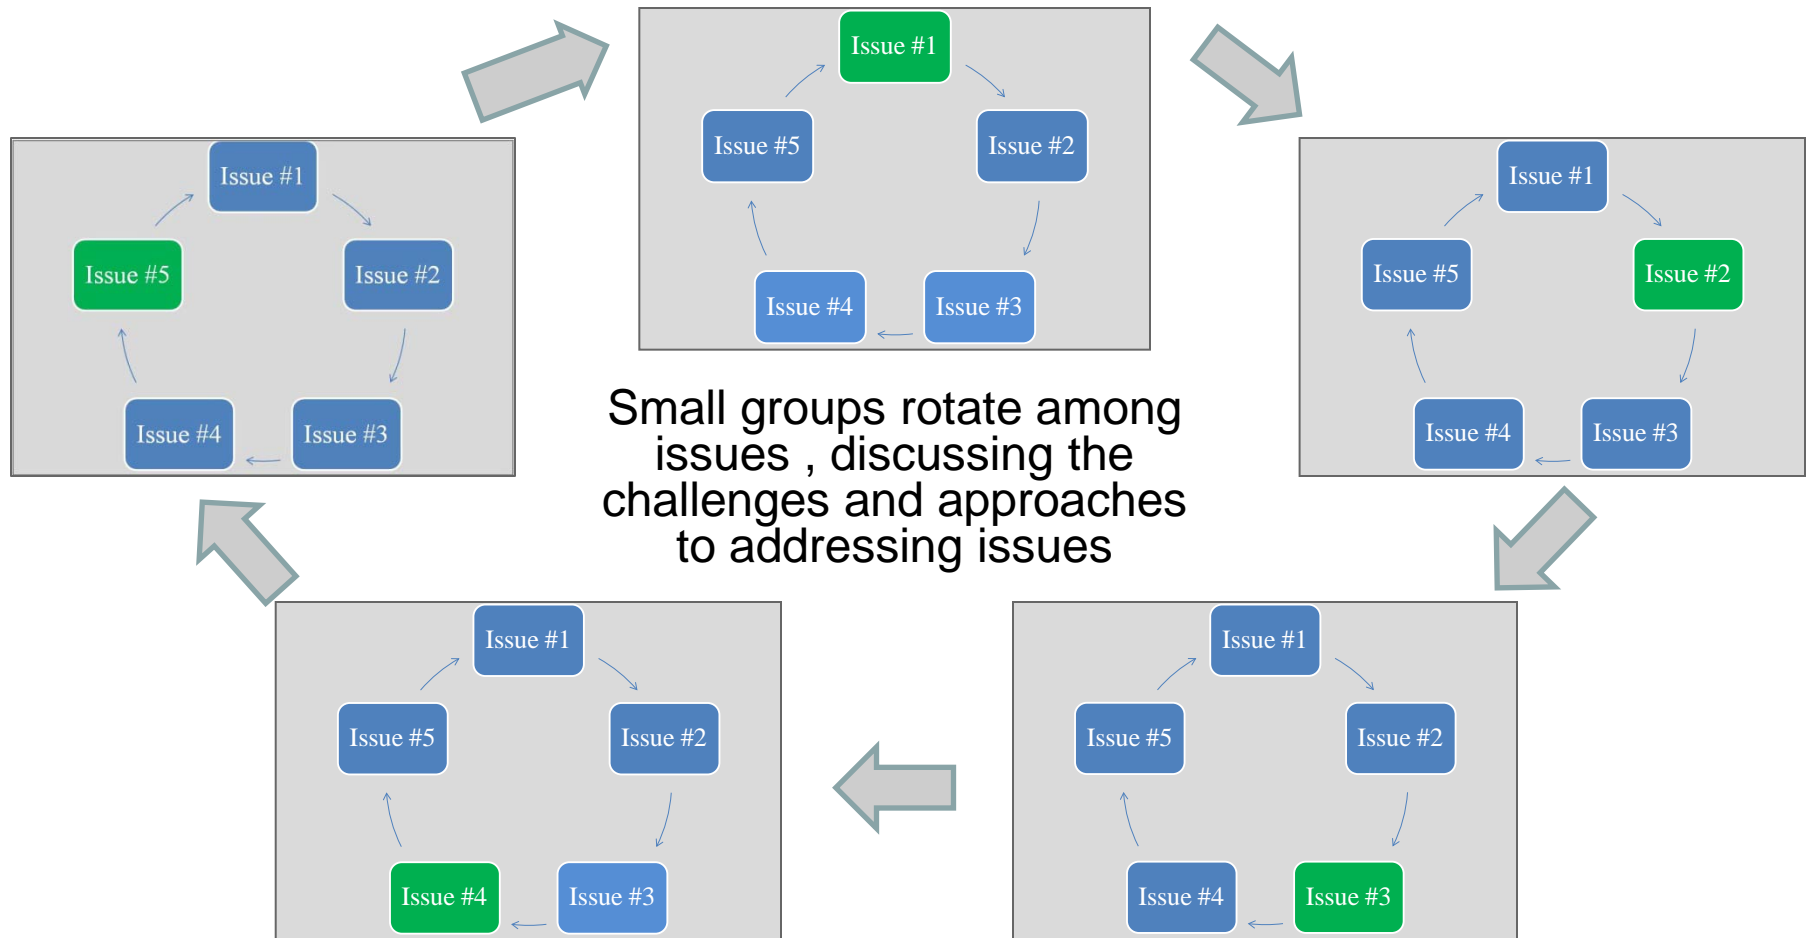 Issue #1
Issue #5
Issue #2
Issue #4
Issue #3
Issue #1
Issue #5
Issue #2
Issue #4
Issue #3
Issue #1
Issue #5
Issue #2
Issue #4
Issue #3
Small groups rotate among
issues , discussing the
challenges and approaches
to addressing issues
Issue #1
Issue #5
Issue #2
Issue #4
Issue #3
Issue #1
Issue #5
Issue #2
Issue #4
Issue #3